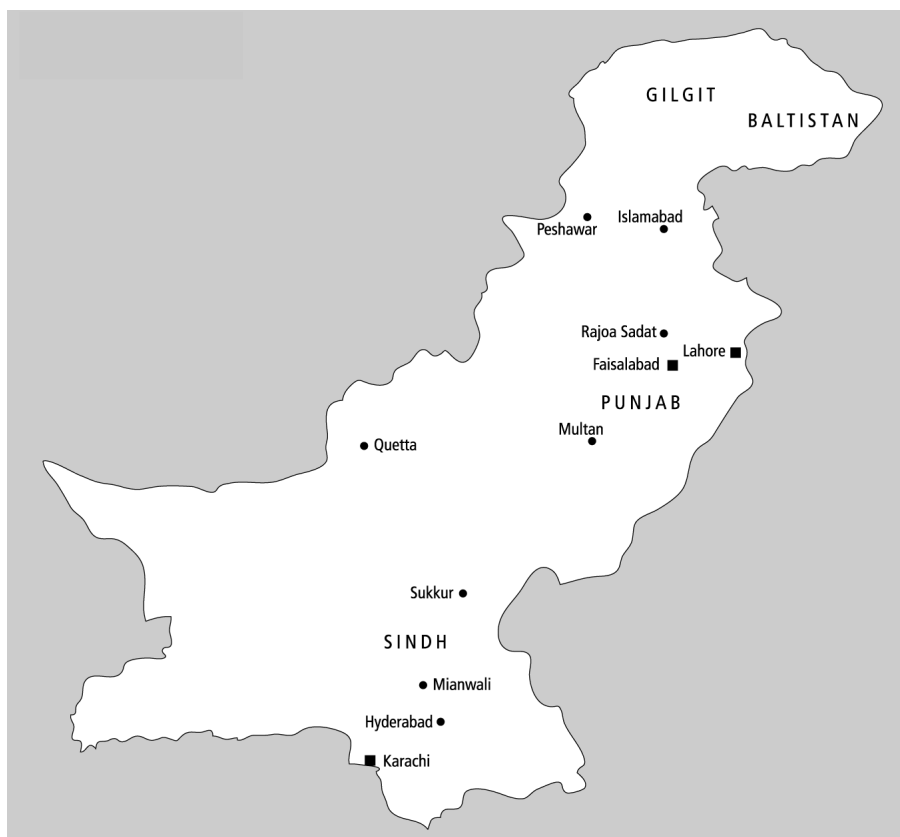 GILGIT
BALTISTAN
Peshawar
Islamabad
Rajoa Sadat
Lahore
Faisalabad
PUNJAB
Multan
Quetta
Sukkur
SINDH
Mianwali
Hyderabad
Karachi